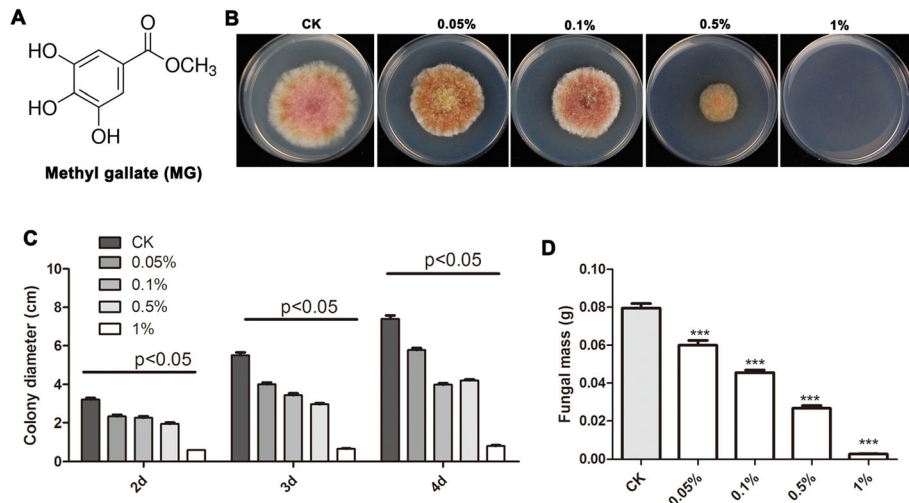 A
HO
HO
OH
O
OCH3
Methyl gallate (MG)
B
CK 0.05% 0.1% 0.5% 1%
C
CK
0.05%
0.1%
0.5%
1%
Colony diameter (cm)
10
8
6
4
2
0
p<0.05
p<0.05
p<0.05
2d 3d 4d
D
Fungal mass (g)
0.10
0.08
0.06
0.04
0.02
0.00
***
***
***
***
CK 0.05% 0.1% 0.5% 1%